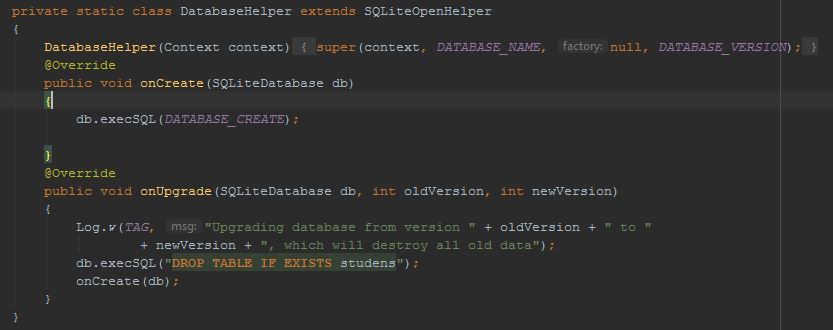 private static class DatabaseHelper extends SQLiteOpenHelper
{
DatabaseHelper(Context context) { super(context, DATABASE_NAME, factory: null, DATABASE_VERSION); }
@Override
public void onCreate(SQLiteDatabase db)
{
db.execSQL(DATABASE_CREATE);
}
@Override
public void onUpgrade(SQLiteDatabase db, int oldVersion, int newVersion)
{
Log.w(TAG, msg: "Upgrading database from version " + oldVersion + " to "
+ newVersion + ", which will destroy all old data");
db.execSQL("DROP TABLE IF EXISTS studens");
onCreate(db);
}
}